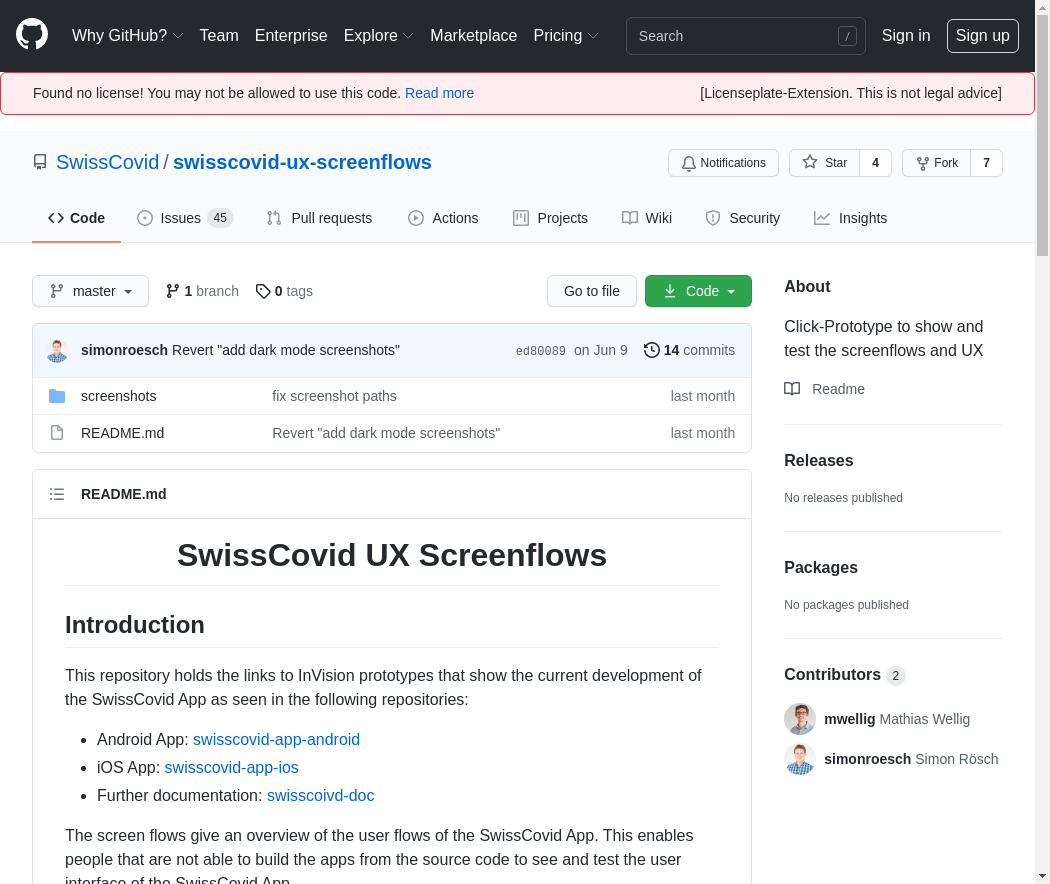 Why GitHub? Team Enterprise Explore Marketplace Pricing Search / Sign in Sign up
Found no license! You may not be allowed to use this code. Read more [Licenseplate-Extension. This is not legal advice]
SwissCovid / swisscovid-ux-screenflows Notifications Star 4 Fork 7
Code Issues 45 Pull requests Actions Projects Wiki Security Insights
master 1 branch 0 tags Go to file Code
simonroesch Revert "add dark mode screenshots" ed80089 on Jun 9 14 commits
screenshots fix screenshot paths last month
README.md Revert "add dark mode screenshots" last month
README.md
SwissCovid UX Screenflows
Introduction
This repository holds the links to InVision prototypes that show the current development of
the SwissCovid App as seen in the following repositories:
Android App: swisscovid-app-android
iOS App: swisscovid-app-ios
Further documentation: swisscoivd-doc
The screen flows give an overview of the user flows of the SwissCovid App. This enables
people that are not able to build the apps from the source code to see and test the user
interface of the SwissCovid App.
About
Click-Prototype to show and
test the screenflows and UX
Readme
Releases
No releases published
Packages
No packages published
Contributors 2
mwellig Mathias Wellig
simonroesch Simon Rösch